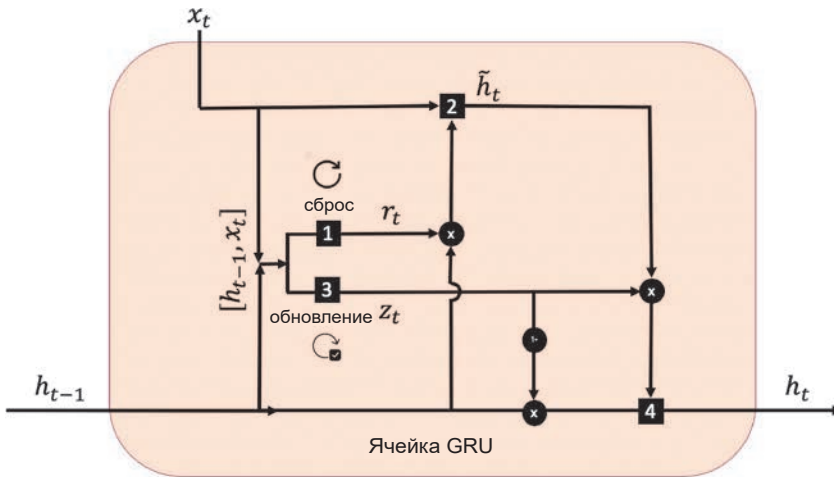 x_t
2
h̃_t
сброс
[h_{t-1}, x_t]
1
r_t
x
3
x
обновление
z_t
1-
h_{t-1}
x
4
h_t
Ячейка GRU